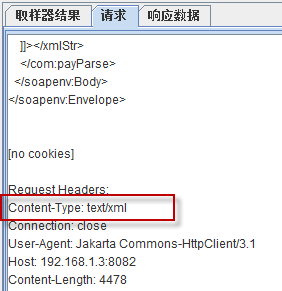 取样器结果 请求 响应数据
]]></xmlStr>
</com:payParse>
</soapenv:Body>
</soapenv:Envelope>
[no cookies]
Request Headers:
Content-Type: text/xml
Connection: close
User-Agent: Jakarta Commons-HttpClient/3.1
Host: 192.168.1.3:8082
Content-Length: 4478